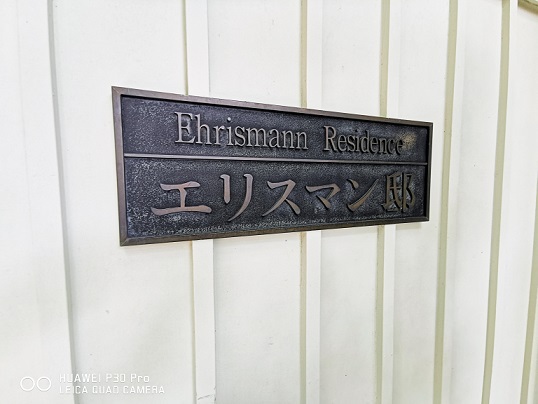 Ehrismann Residence
エリスマン邸
HUAWEI P30 Pro
LEICA QUAD CAMERA